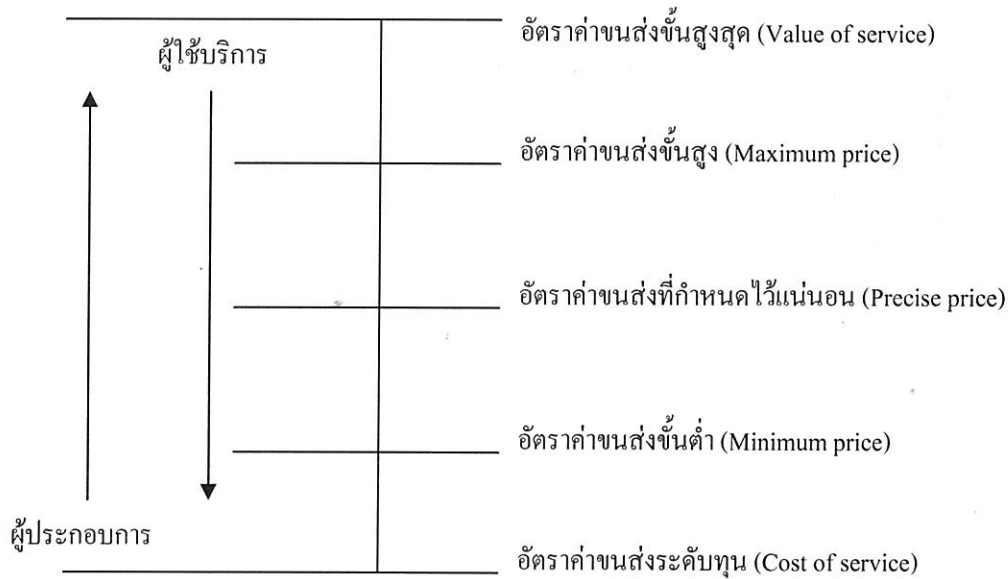 อัตราค่าขนส่งขั้นสูงสุด (Value of service)
ผู้ใช้บริการ
อัตราค่าขนส่งขั้นสูง (Maximum price)
อัตราค่าขนส่งที่กำหนดไว้แน่นอน (Precise price)
อัตราค่าขนส่งขั้นต่ำ (Minimum price)
ผู้ประกอบการ
อัตราค่าขนส่งระดับทุน (Cost of service)